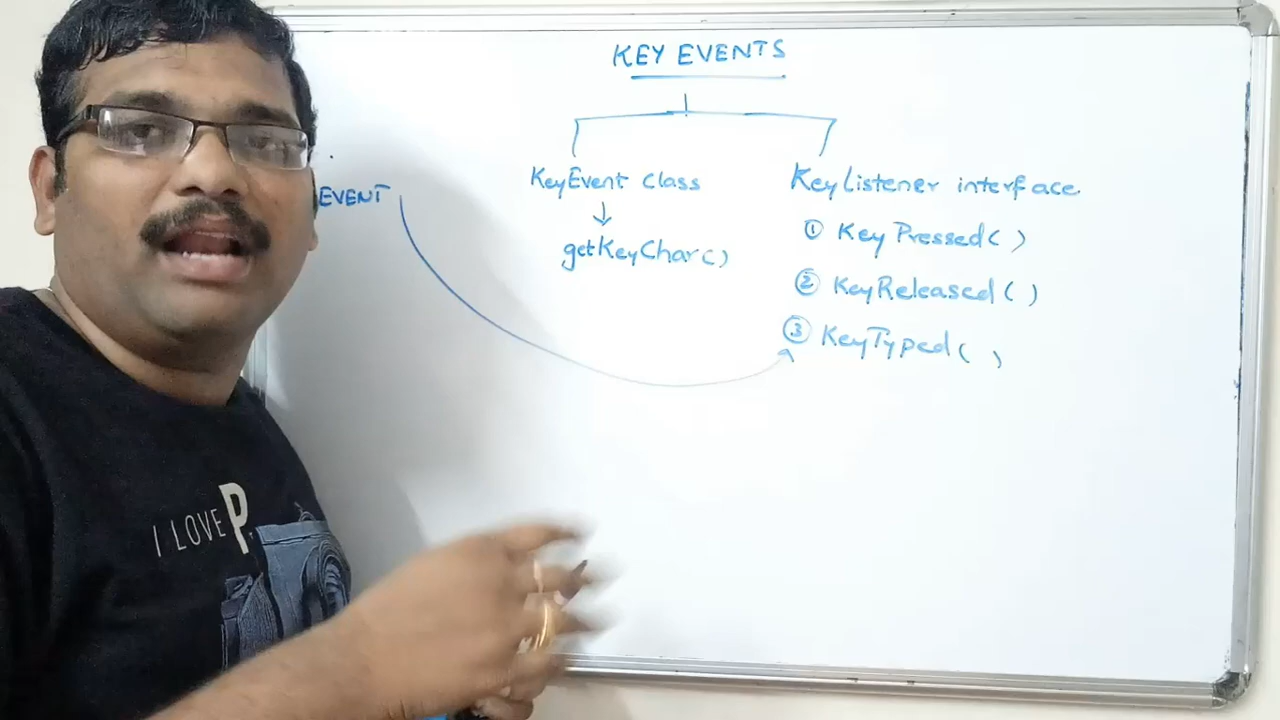 KEY EVENTS
KeyEvent class
KeyListener interface
EVENT
getKeyChar()
① KeyPressed( )
② KeyReleased( )
③ KeyTyped( )
I LOVE P